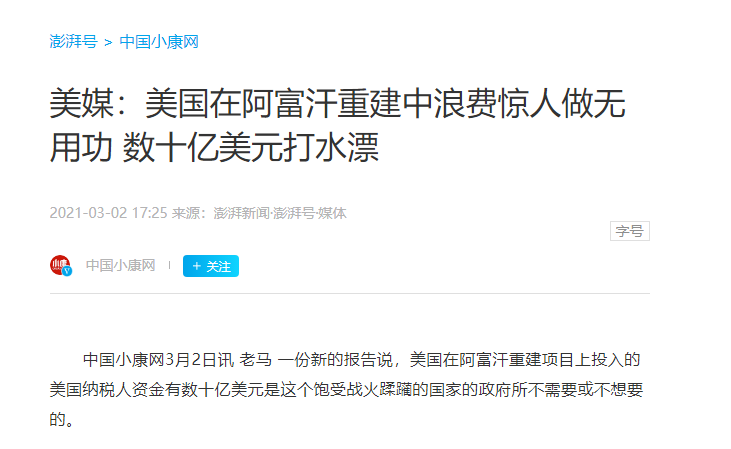 澎湃号 > 中国小康网
美媒：美国在阿富汗重建中浪费惊人做无
用功 数十亿美元打水漂
2021-03-02 17:25 来源：澎湃新闻·澎湃号·媒体
字号
小康 V 中国小康网 + 关注
中国小康网3月2日讯 老马 一份新的报告说，美国在阿富汗重建项目上投入的
美国纳税人资金有数十亿美元是这个饱受战火蹂躏的国家的政府所不需要或不想要
的。